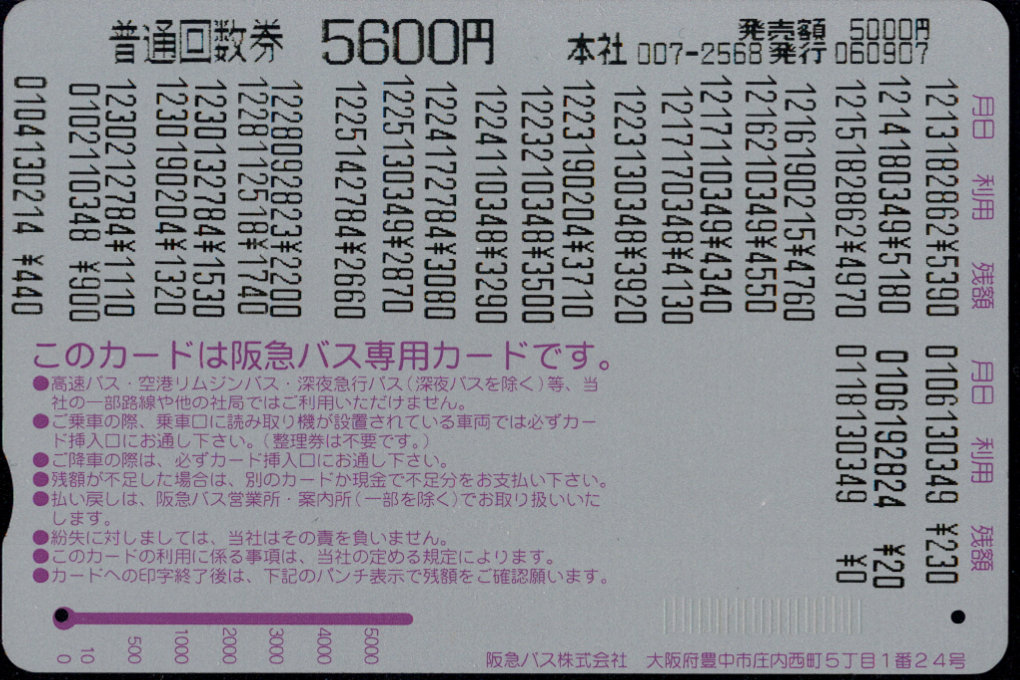 普通回数券 5600円
発売額 5000円
本社 007-2568 発行 060907
月日 利用 残額
1213182862¥5390
1214180349¥5180
1215182862¥4970
1216190215¥4760
1216210349¥4550
1217110349¥4340
1217170348¥4130
1223130348¥3920
1223190204¥3710
1232310348¥3500
1224110348¥3290
1224172784¥3080
1225130349¥2870
1225142784¥2660
1228092823¥2200
1228112518¥1740
1230132784¥1530
1230190204¥1320
1230212784¥1110
0102110348 ¥900
0104130214 ¥440
月日 利用 残額
0106130349 ¥230
0106192824 ¥20
0118130349 ¥0
このカードは阪急バス専用カードです。
●高速バス・空港リムジンバス・深夜急行バス(深夜バスを除く)等、当
社の一部路線や他の社局ではご利用いただけません。
●ご乗車の際、乗車口に読み取り機が設置されている車両では必ずカー
ド挿入口にお通し下さい。(整理券は不要です。)
●ご降車の際は、必ずカード挿入口にお通し下さい。
●残額が不足した場合は、別のカードか現金で不足分をお支払い下さい。
●払い戻しは、阪急バス営業所・案内所(一部を除く)でお取り扱いいた
します。
●紛失に対しましては、当社はその責を負いません。
●このカードの利用に係る事項は、当社の定める規定によります。
●カードへの印字終了後は、下記のパンチ表示で残額をご確認願います。
0 10 500 1000 2000 3000 4000 5000
阪急バス株式会社 大阪府豊中市庄内西町5丁目1番24号